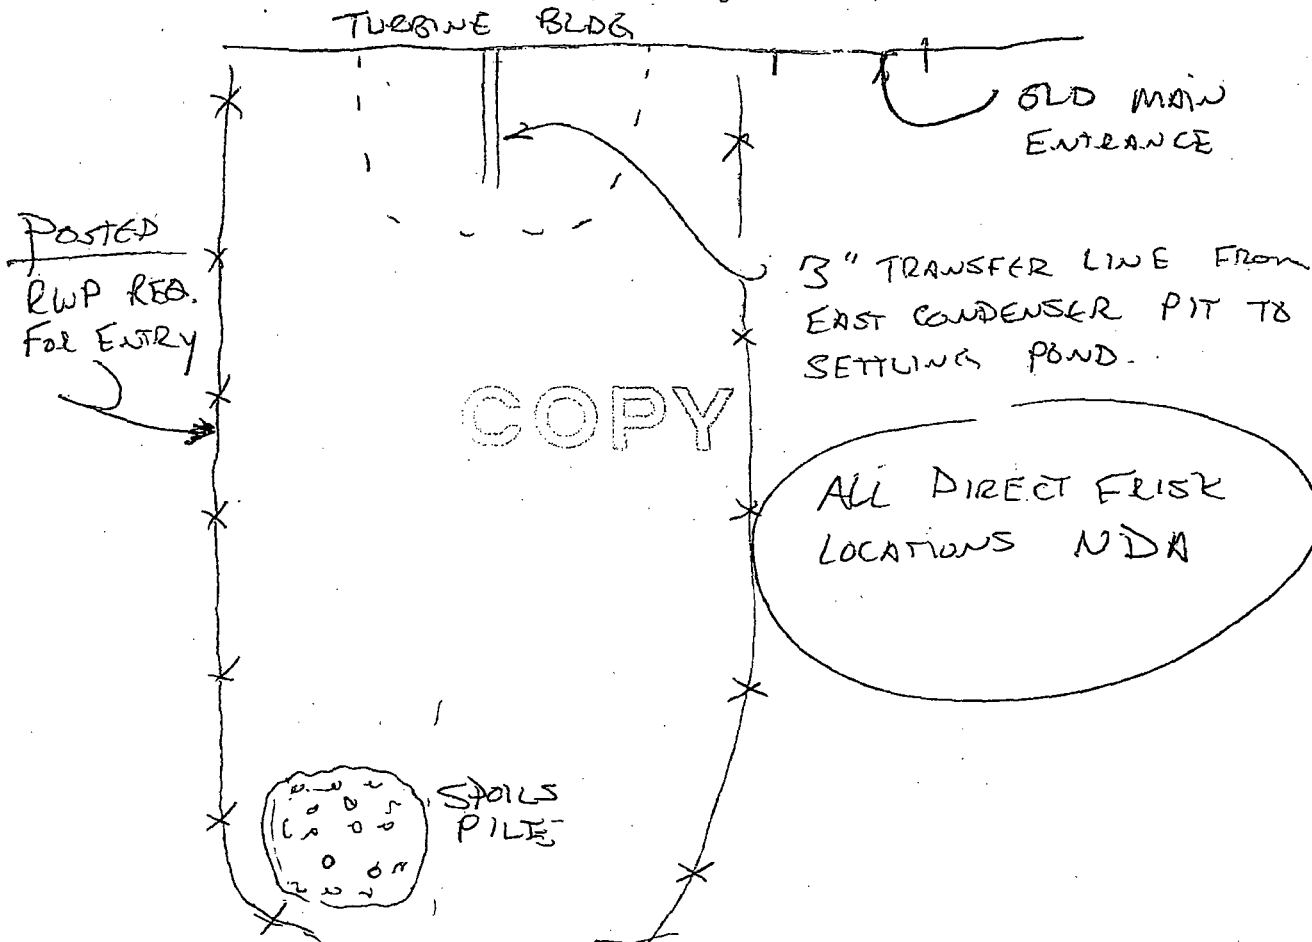 TURBINE BLDG
OLD MAIN
ENTRANCE
POSTED
RWP REQ.
FOR ENTRY
3" TRANSFER LINE FROM
EAST CONDENSER PIT TO
SETTLING POND.
COPY
ALL DIRECT FRISK
LOCATIONS NDA
SPOILS
PILE